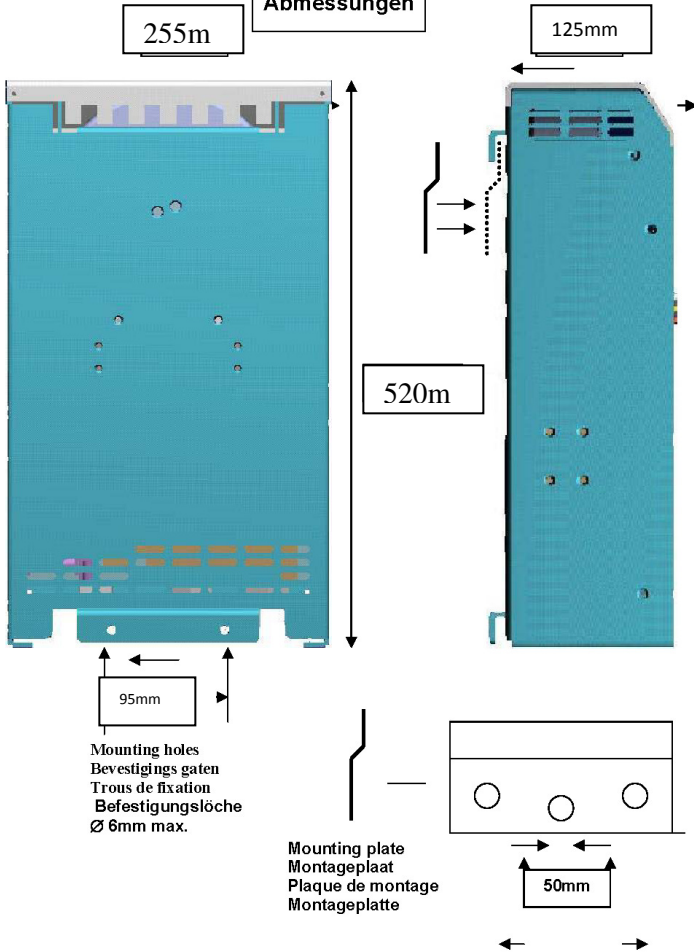 Abmessungen
255m
125mm
520m
95mm
Mounting holes
Bevestigings gaten
Trous de fixation
Befestigungslöche
Ø 6mm max.
Mounting plate
Montageplaat
Plaque de montage
Montageplatte
50mm